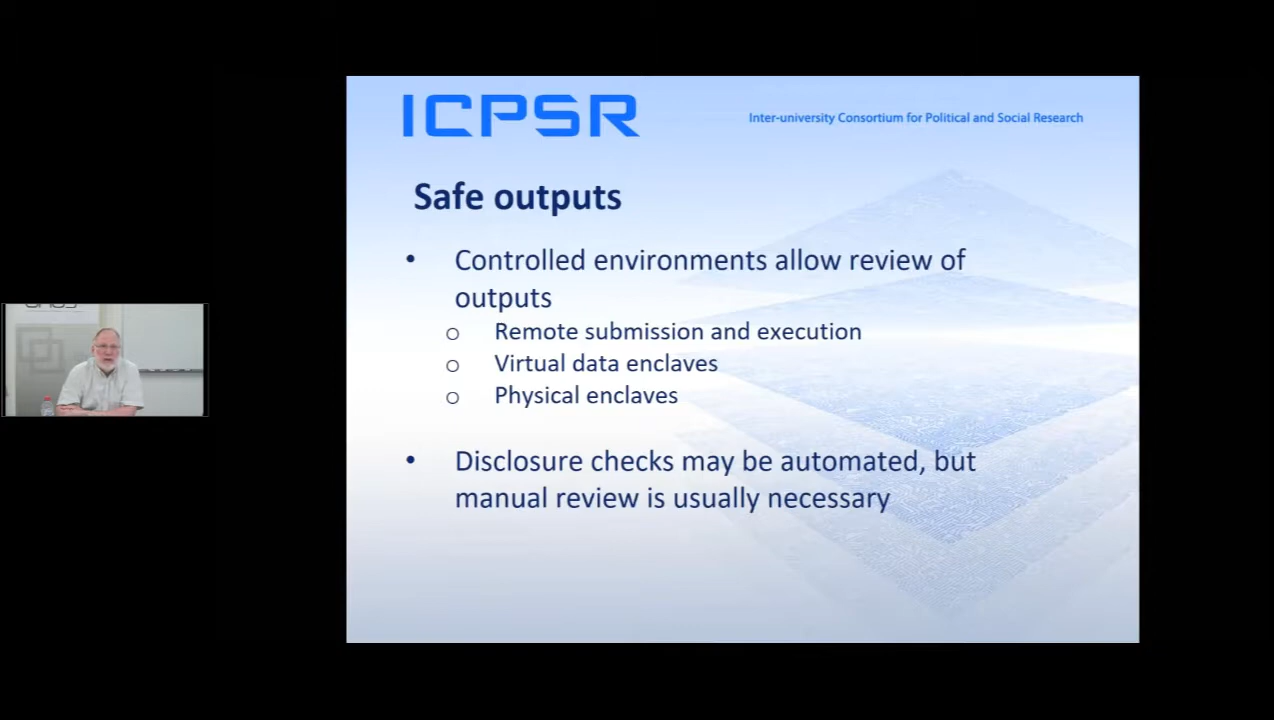 ICPSR
Inter-university Consortium for Political and Social Research
Safe outputs
• Controlled environments allow review of
outputs
o Remote submission and execution
o Virtual data enclaves
o Physical enclaves
• Disclosure checks may be automated, but
manual review is usually necessary